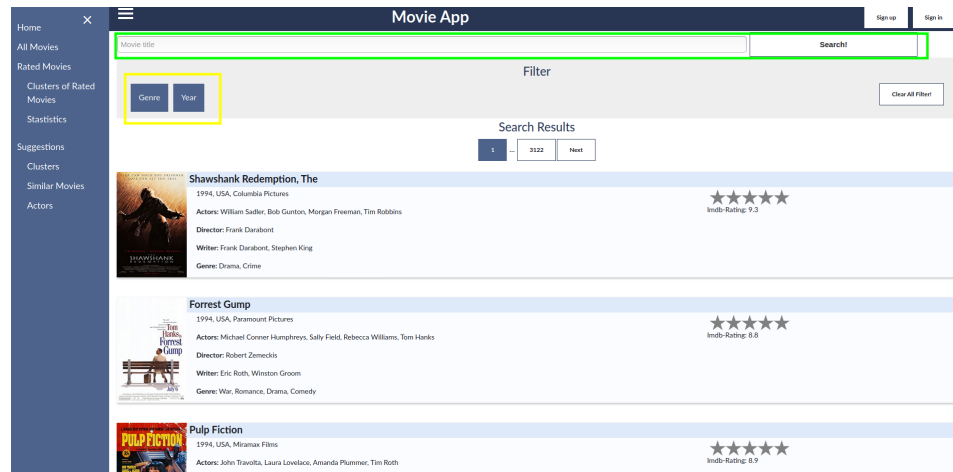 Movie App
Sign up
Sign in
×
Home
All Movies
Rated Movies
Clusters of Rated
Movies
Stastistics
Suggestions
Clusters
Similar Movies
Actors
Movie title
Search!
Filter
Genre
Year
Clear All Filter!
Search Results
1 ... 3122 Next
SHAWSHANK
Shawshank Redemption, The
1994, USA, Columbia Pictures
Actors: William Sadler, Bob Gunton, Morgan Freeman, Tim Robbins
Director: Frank Darabont
Writer: Frank Darabont, Stephen King
Genre: Drama, Crime
Imdb-Rating: 9.3
Tom
Hanks
Forrest
Gump
Forrest Gump
1994, USA, Paramount Pictures
Actors: Michael Conner Humphreys, Sally Field, Rebecca Williams, Tom Hanks
Director: Robert Zemeckis
Writer: Eric Roth, Winston Groom
Genre: War, Romance, Drama, Comedy
Imdb-Rating: 8.8
PULP FICTION
Pulp Fiction
1994, USA, Miramax Films
Actors: John Travolta, Laura Lovelace, Amanda Plummer, Tim Roth
Imdb-Rating: 8.9